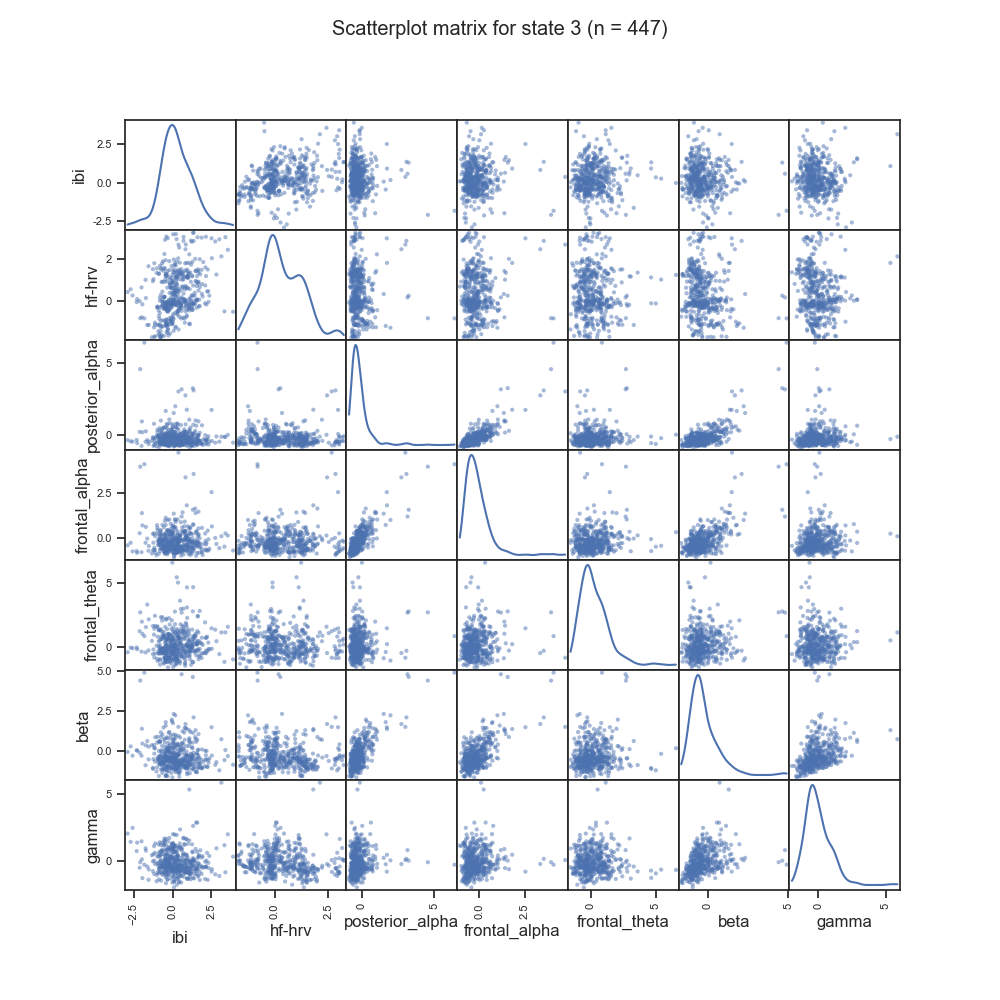 Scatterplot matrix for state 3 (n = 447)
ibi
2.5
0.0
−2.5
hf-hrv
2
0
posterior_alpha
5
0
frontal_alpha
2.5
0.0
frontal_theta
5
0
beta
5.0
2.5
0.0
gamma
5
0
−2.5 0.0 2.5 0.0 2.5 0 5 0.0 2.5 0 5 0 5 0 5
ibi hf-hrv posterior_alpha frontal_alpha frontal_theta beta gamma